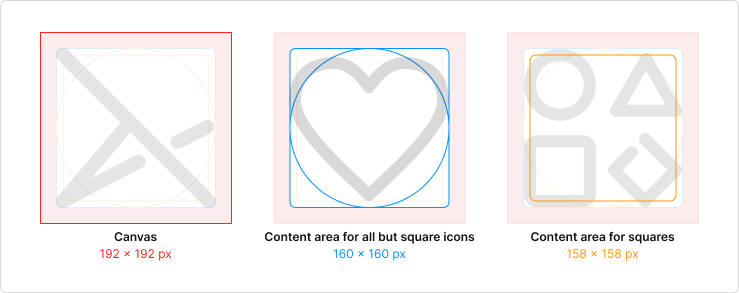 Canvas
192 × 192 px
Content area for all but square icons
160 × 160 px
Content area for squares
158 × 158 px